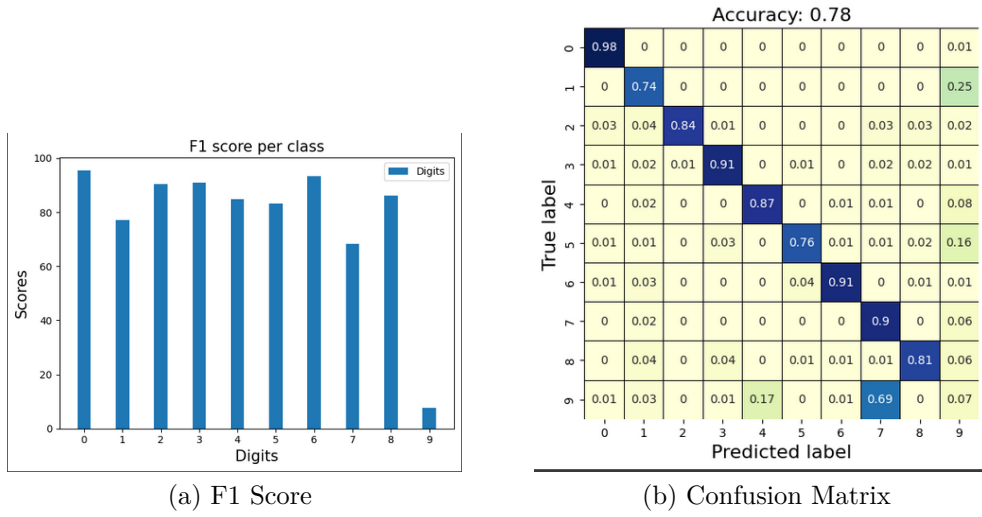 F1 score per class
Digits
100
80
60
40
20
0
Scores
0 1 2 3 4 5 6 7 8 9
Digits
(a) F1 Score
Accuracy: 0.78
True label
0 0.98 0 0 0 0 0 0 0 0 0.01
1 0 0.74 0 0 0 0 0 0 0 0.25
2 0.03 0.04 0.84 0.01 0 0 0 0.03 0.03 0.02
3 0.01 0.02 0.01 0.91 0 0.01 0 0.02 0.02 0.01
4 0 0.02 0 0 0.87 0 0.01 0.01 0 0.08
5 0.01 0.01 0 0.03 0 0.76 0.01 0.01 0.02 0.16
6 0.01 0.03 0 0 0 0.04 0.91 0 0.01 0.01
7 0 0.02 0 0 0 0 0 0.9 0 0.06
8 0 0.04 0 0.04 0 0.01 0.01 0.01 0.81 0.06
9 0.01 0.03 0 0.01 0.17 0 0.01 0.69 0 0.07
0 1 2 3 4 5 6 7 8 9
Predicted label
(b) Confusion Matrix